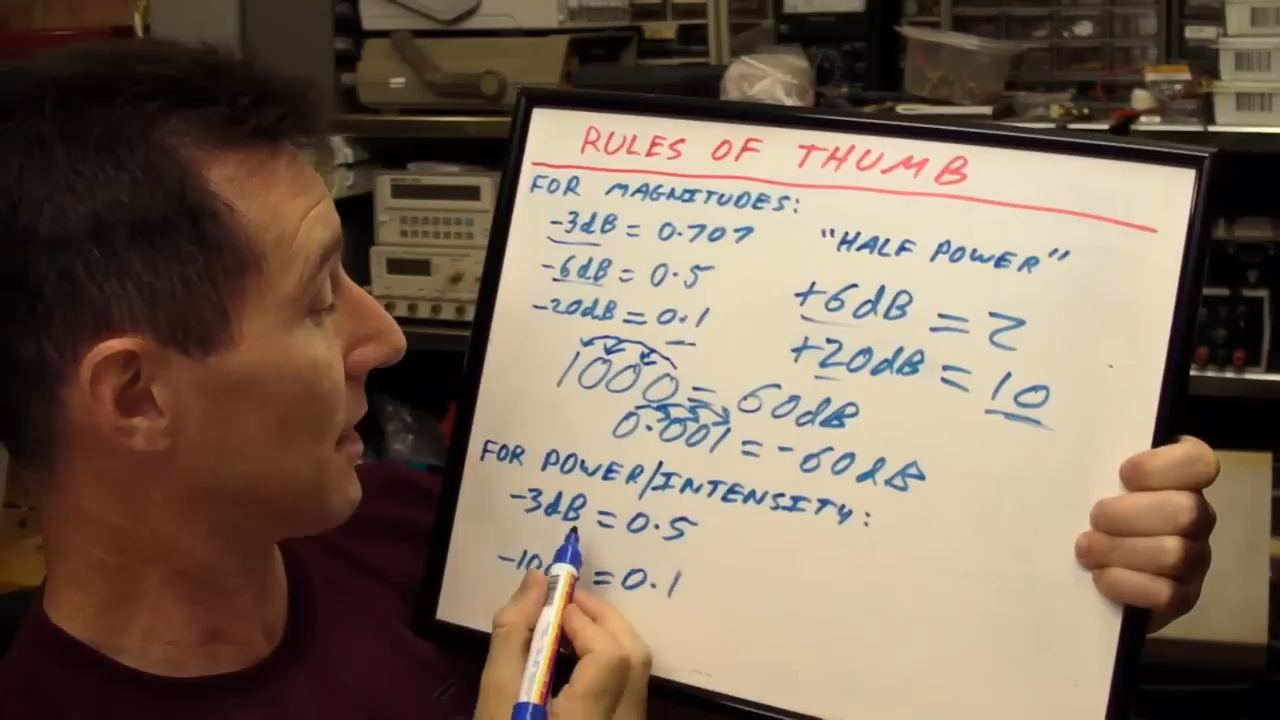 RULES OF THUMB
FOR MAGNITUDES:
-3dB = 0.707 "HALF POWER"
-6dB = 0.5 +6dB = 2
-20dB = 0.1 +20dB = 10
1000 = 60dB
0.001 = -60dB
FOR POWER/INTENSITY:
-3dB = 0.5
-10 = 0.1